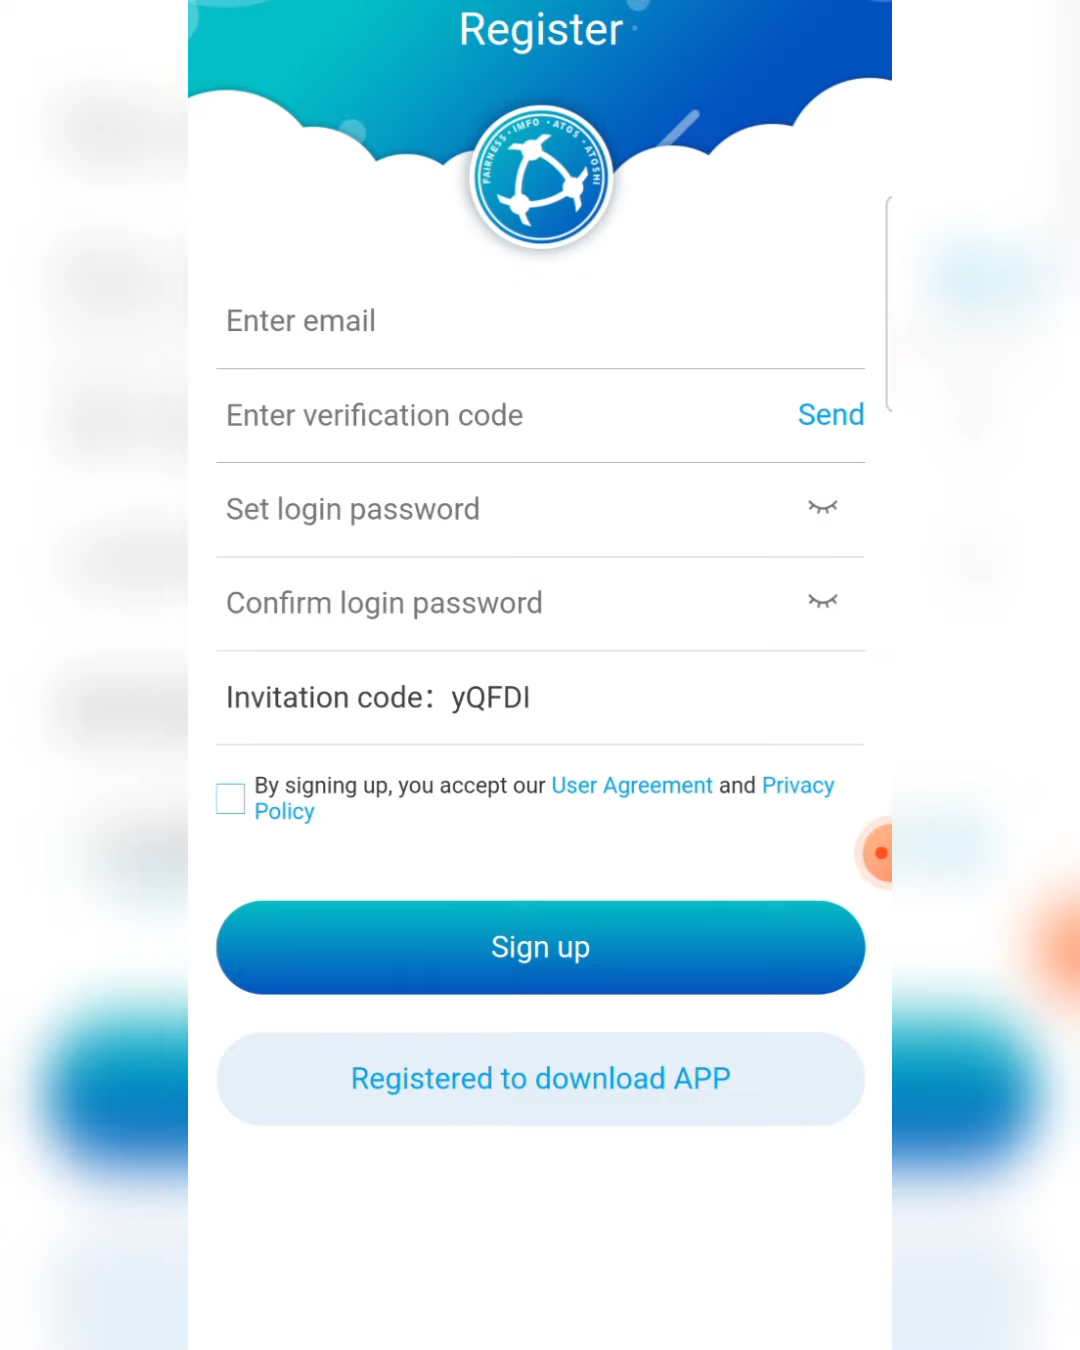 Register
FAIRNESS · IMFO · ATOS · ATOSHI
Enter email
Enter verification code Send
Set login password
Confirm login password
Invitation code： yQFDI
By signing up, you accept our User Agreement and Privacy
Policy
Sign up
Registered to download APP